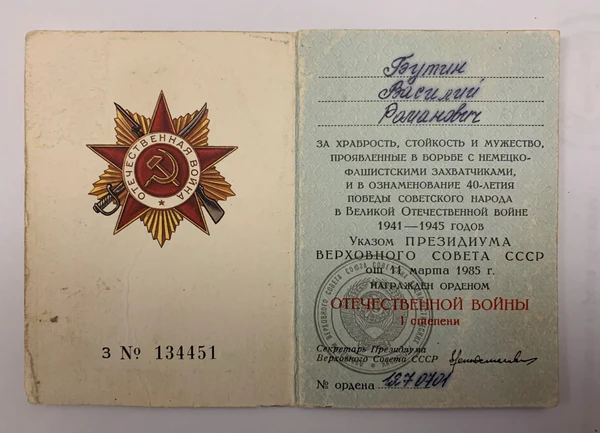 ОТЕЧЕСТВЕННАЯ ВОЙНА
З № 134451
Бутин
Василий
Романович
ЗА ХРАБРОСТЬ, СТОЙКОСТЬ И МУЖЕСТВО,
ПРОЯВЛЕННЫЕ В БОРЬБЕ С НЕМЕЦКО-
ФАШИСТСКИМИ ЗАХВАТЧИКАМИ,
И В ОЗНАМЕНОВАНИЕ 40-ЛЕТИЯ
ПОБЕДЫ СОВЕТСКОГО НАРОДА
В ВЕЛИКОЙ ОТЕЧЕСТВЕННОЙ ВОЙНЕ
1941—1945 ГОДОВ
УКАЗОМ ПРЕЗИДИУМА
ВЕРХОВНОГО СОВЕТА СССР
от 11 марта 1985 г.
НАГРАЖДЕН ОРДЕНОМ
ОТЕЧЕСТВЕННОЙ ВОЙНЫ
I степени
Секретарь Президиума
Верховного Совета СССР
№ ордена 1270701